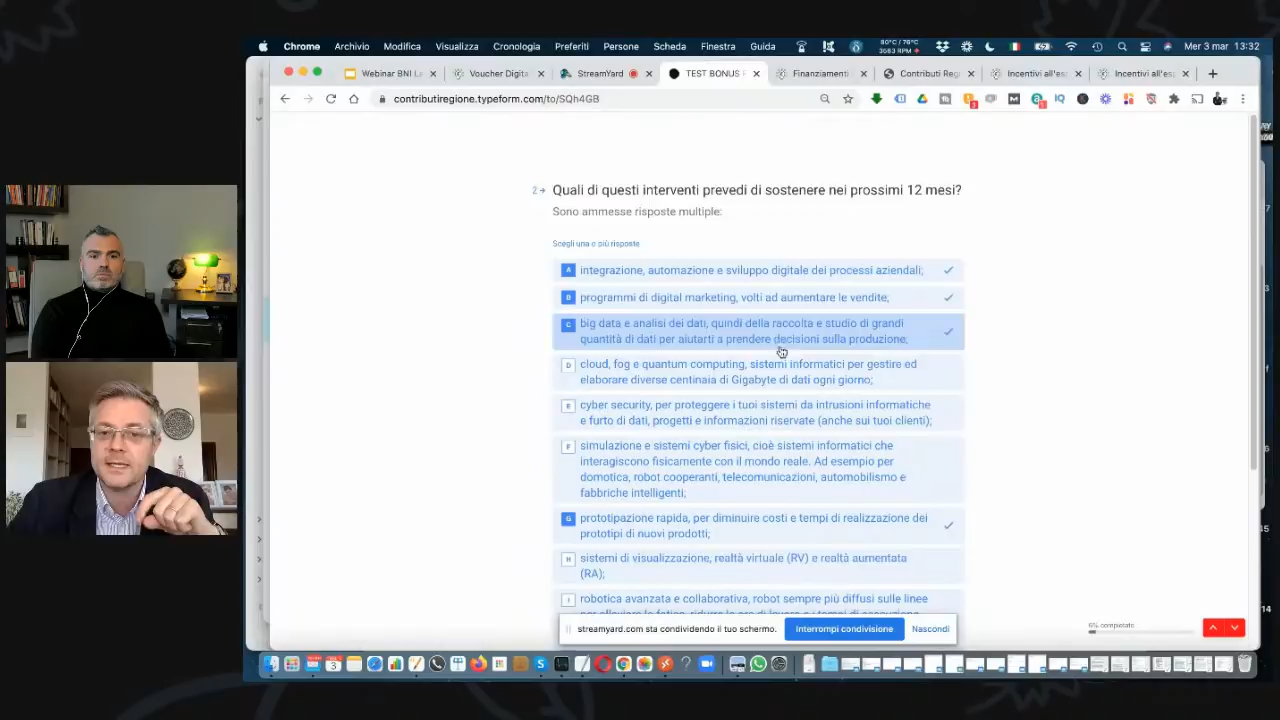 Chrome Archivio Modifica Visualizza Cronologia Preferiti Persone Scheda Finestra Guida
80°C / 76°C
3583 RPM
Mer 3 mar 13:32
Webinar BNI La
Voucher Digita
StreamYard
TEST BONUS
Finanziamenti
Contributi Regi
Incentivi all'es
Incentivi all'es
contributiregione.typeform.com/to/SQh4GB
2 → Quali di questi interventi prevedi di sostenere nei prossimi 12 mesi?
Sono ammesse risposte multiple:
Scegli una o più risposte
A integrazione, automazione e sviluppo digitale dei processi aziendali;
B programmi di digital marketing, volti ad aumentare le vendite;
C big data e analisi dei dati, quindi della raccolta e studio di grandi
quantità di dati per aiutarti a prendere decisioni sulla produzione;
D cloud, fog e quantum computing, sistemi informatici per gestire ed
elaborare diverse centinaia di Gigabyte di dati ogni giorno;
E cyber security, per proteggere i tuoi sistemi da intrusioni informatiche
e furto di dati, progetti e informazioni riservate (anche sui tuoi clienti);
F simulazione e sistemi cyber fisici, cioè sistemi informatici che
interagiscono fisicamente con il mondo reale. Ad esempio per
domotica, robot cooperanti, telecomunicazioni, automobilismo e
fabbriche intelligenti;
G prototipazione rapida, per diminuire costi e tempi di realizzazione dei
prototipi di nuovi prodotti;
H sistemi di visualizzazione, realtà virtuale (RV) e realtà aumentata
(RA);
I robotica avanzata e collaborativa, robot sempre più diffusi sulle linee
streamyard.com sta condividendo il tuo schermo.
Interrompi condivisione
Nascondi
6% completato